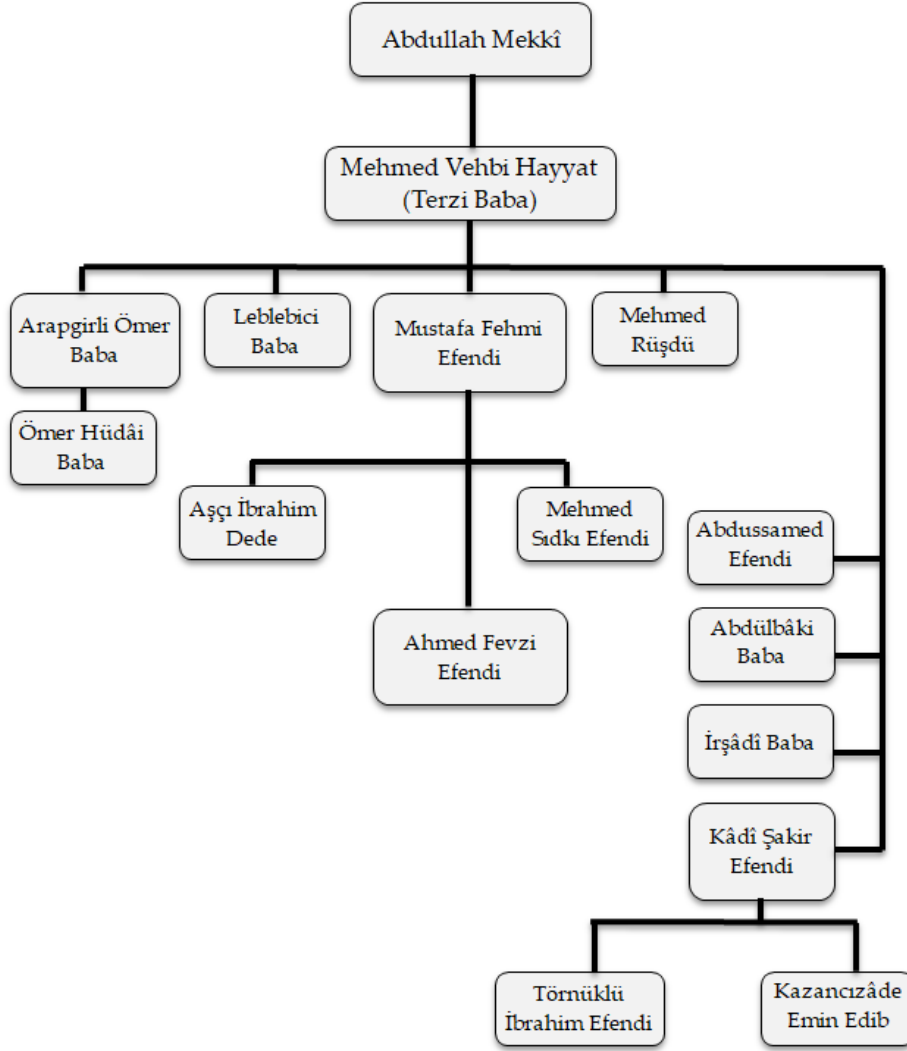 Abdullah Mekkî
Mehmed Vehbi Hayyat
(Terzi Baba)
Arapgirli Ömer
Baba
Leblebici
Baba
Mustafa Fehmi
Efendi
Mehmed
Rüşdü
Ömer Hüdâi
Baba
Aşçı İbrahim
Dede
Mehmed
Sıdkı Efendi
Abdussamed
Efendi
Ahmed Fevzi
Efendi
Abdülbâki
Baba
İrşâdî Baba
Kâdî Şakir
Efendi
Törnüklü
İbrahim Efendi
Kazancızâde
Emin Edib